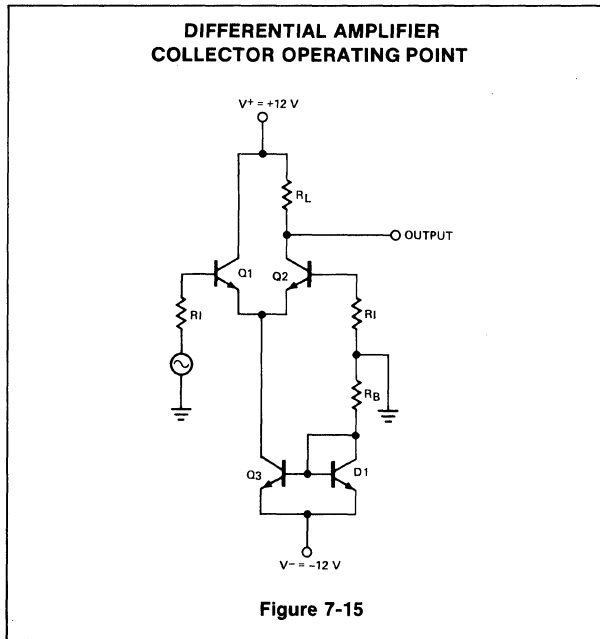 DIFFERENTIAL AMPLIFIER
COLLECTOR OPERATING POINT
V+ = +12 V
RL
OUTPUT
Q1
Q2
RI
RI
RB
Q3
D1
V− = −12 V
Figure 7-15